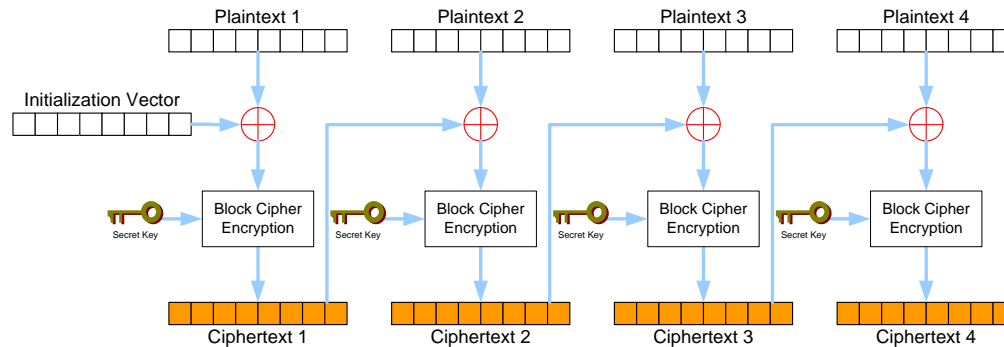 Plaintext 1
Plaintext 2
Plaintext 3
Plaintext 4
Initialization Vector
Block Cipher
Encryption
Secret Key
Block Cipher
Encryption
Secret Key
Block Cipher
Encryption
Secret Key
Block Cipher
Encryption
Secret Key
Ciphertext 1
Ciphertext 2
Ciphertext 3
Ciphertext 4